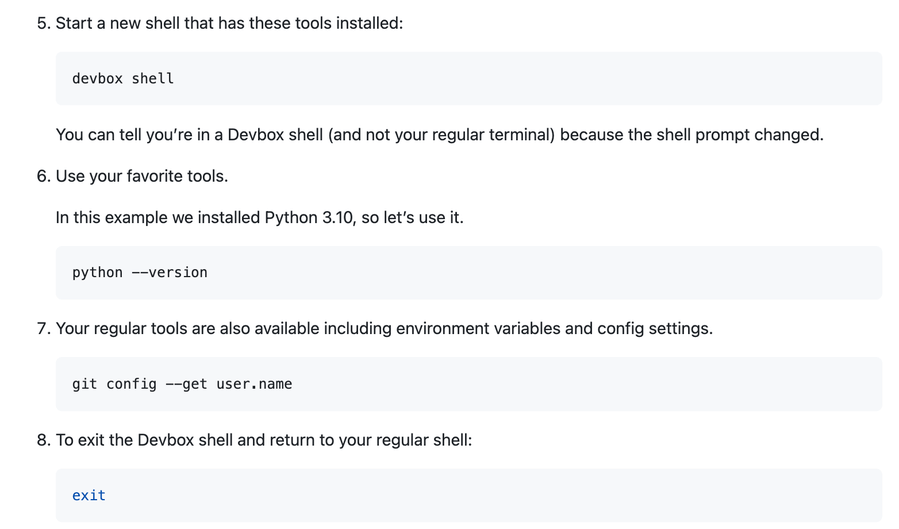 5. Start a new shell that has these tools installed:
devbox shell
You can tell you’re in a Devbox shell (and not your regular terminal) because the shell prompt changed.
6. Use your favorite tools.
In this example we installed Python 3.10, so let’s use it.
python --version
7. Your regular tools are also available including environment variables and config settings.
git config --get user.name
8. To exit the Devbox shell and return to your regular shell:
exit